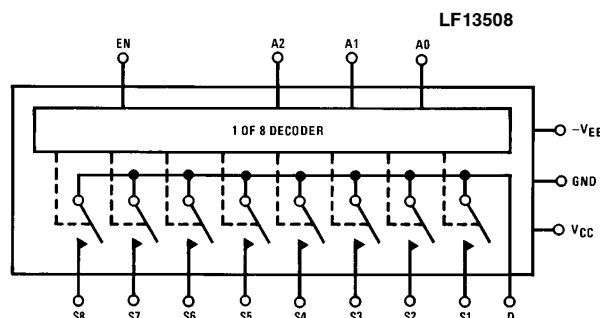 LF13508
EN A2 A1 A0
1 OF 8 DECODER
-VEE
GND
VCC
S8 S7 S6 S5 S4 S3 S2 S1 D